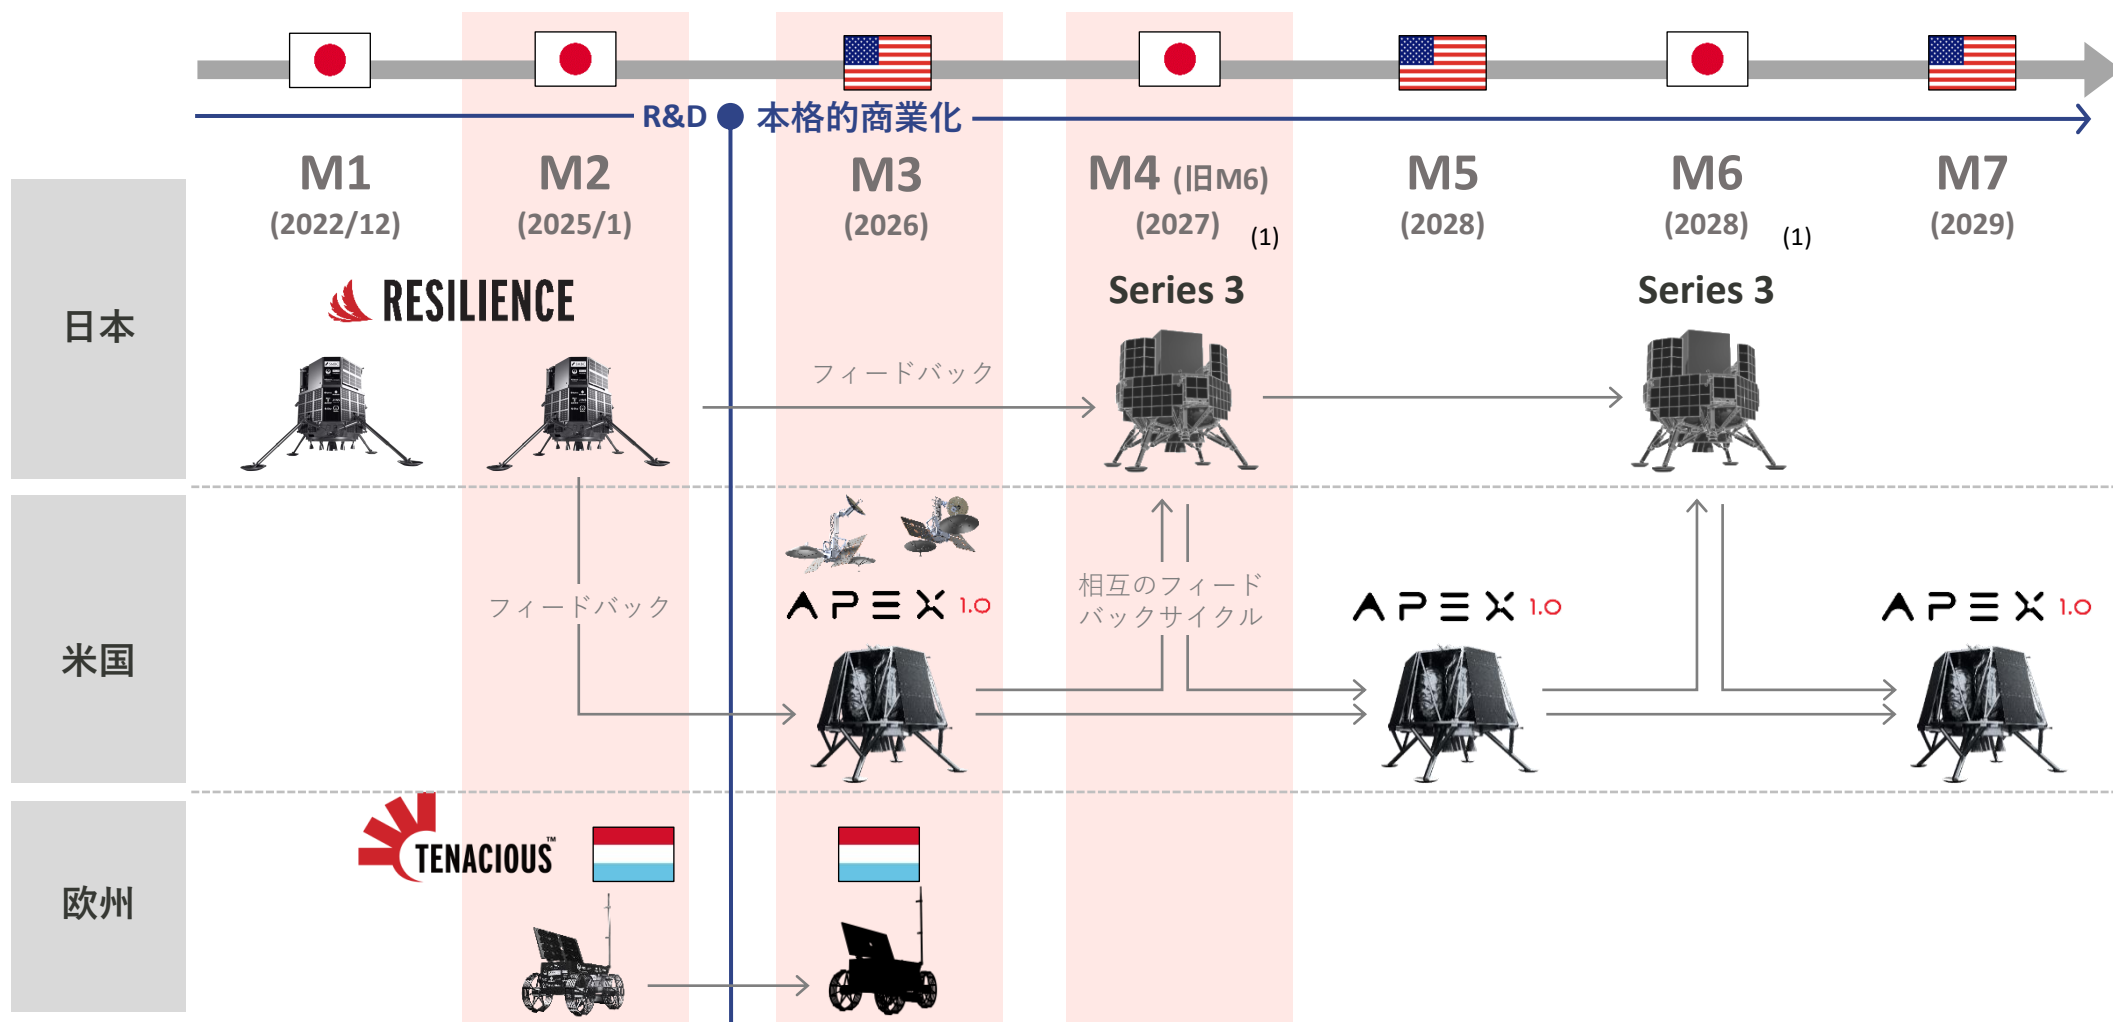 R&D 本格的商業化
M1 M2 M3 M4 (旧M6) M5 M6 M7
(2022/12) (2025/1) (2026) (2027) (1) (2028) (2028) (1) (2029)
日本
RESILIENCE
Series 3 Series 3
フィードバック
米国
フィードバック
APEX 1.0
相互のフィード
バックサイクル
APEX 1.0
APEX 1.0
欧州
TENACIOUS™